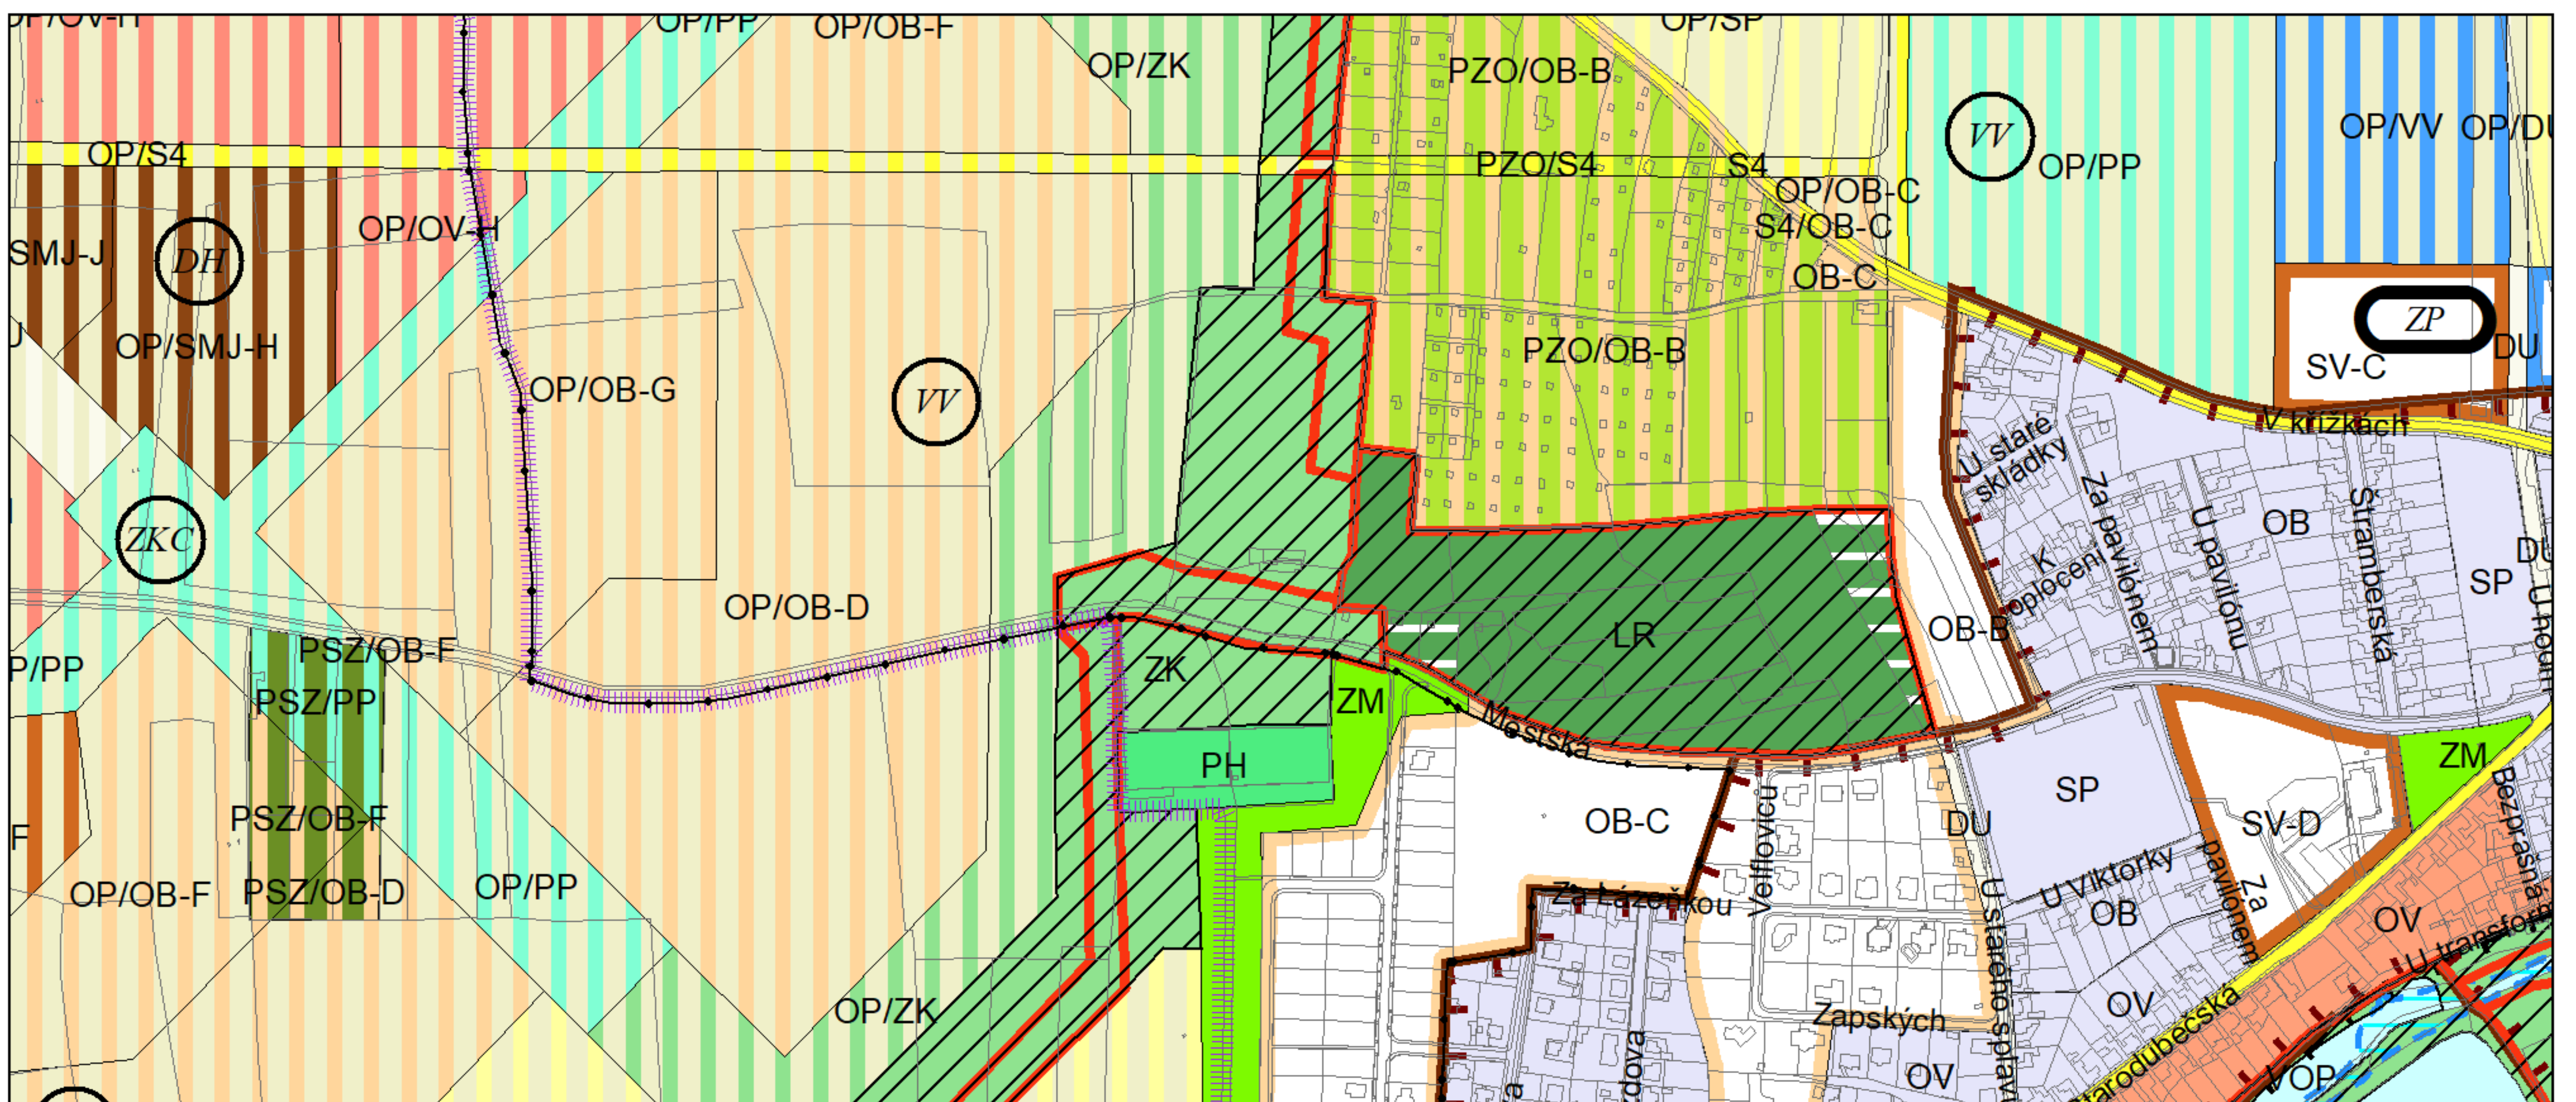 OP/OV-H
OP/PP
OP/OB-F
OP/SP
OP/ZK
PZO/OB-B
VV
OP/PP
OP/VV
OP/S4
PZO/S4
S4
OP/OB-C
S4/OB-C
OP/OV-H
SMJ-J
DH
OB-C
ZP
OP/SMJ-H
PZO/OB-B
DU
SV-C
OP/OB-G
VV
V křížkách
U staré
skládky
Za pavilónem
U pavilónu
OB
Štramberská
ZKC
K
oplocení
DU
SP
OP/OB-D
OB-B
LR
PSZ/OB-F
P/PP
ZK
PSZ/PP
ZM
Městská
ZM
PH
SP
Bezprašná
PSZ/OB-F
OB-C
DU
SV-D
F
Velflovicu
OP/OB-F
PSZ/OB-D
OP/PP
Za Lázeňkou
U Viktorky
OB
Za
pavilónem
OV
OP/ZK
Zapských
OV
OV
VOP